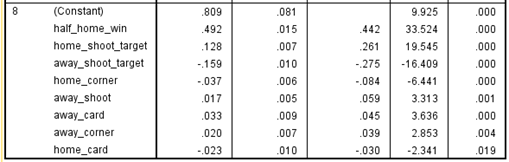 8 (Constant) .809 .081 9.925 .000
half_home_win .492 .015 .442 33.524 .000
home_shoot_target .128 .007 .261 19.545 .000
away_shoot_target -.159 .010 -.275 -16.409 .000
home_corner -.037 .006 -.084 -6.441 .000
away_shoot .017 .005 .059 3.313 .001
away_card .033 .009 .045 3.636 .000
away_corner .020 .007 .039 2.853 .004
home_card -.023 .010 -.030 -2.341 .019